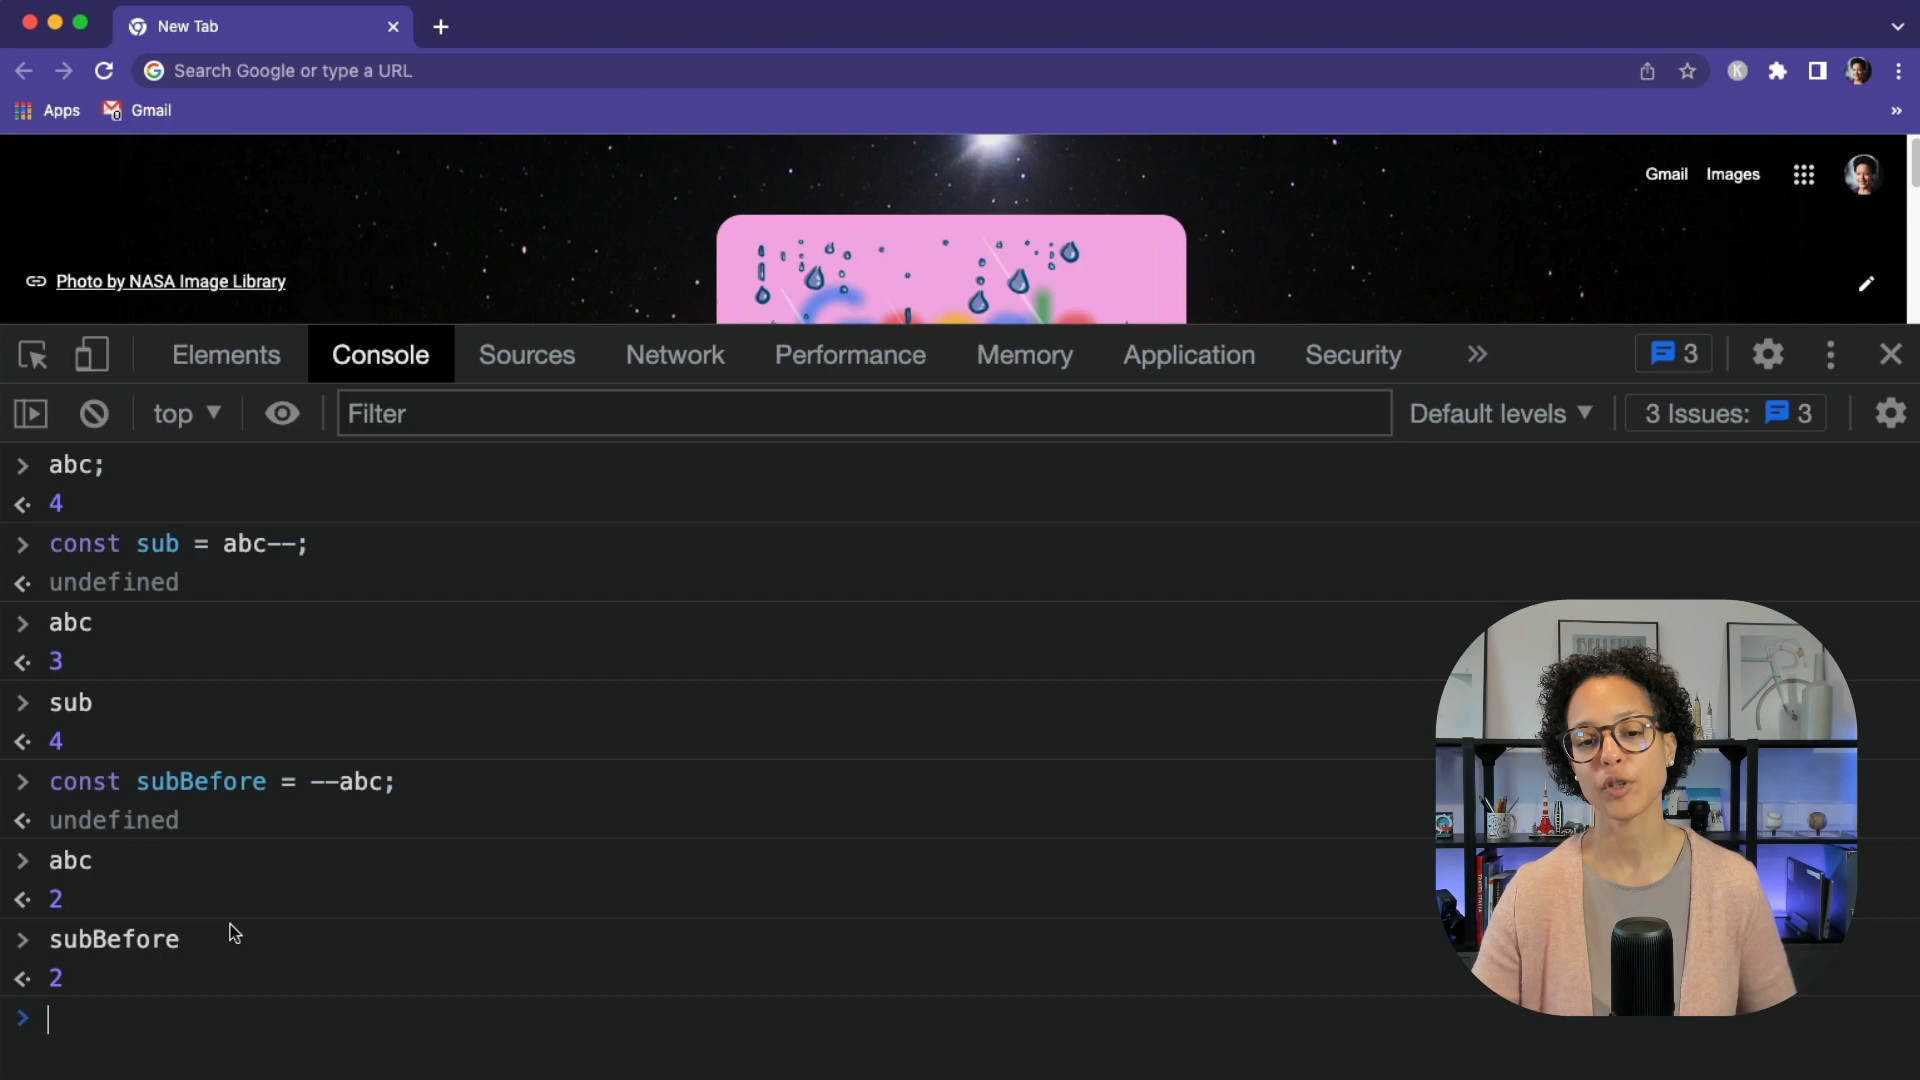 New Tab
Search Google or type a URL
K
Apps
0
Gmail
Gmail Images
Photo by NASA Image Library
Elements Console Sources Network Performance Memory Application Security 3
top Filter Default levels 3 Issues: 3
> abc;
<· 4
> const sub = abc--;
<· undefined
> abc
<· 3
> sub
<· 4
> const subBefore = --abc;
<· undefined
> abc
<· 2
> subBefore
<· 2
>